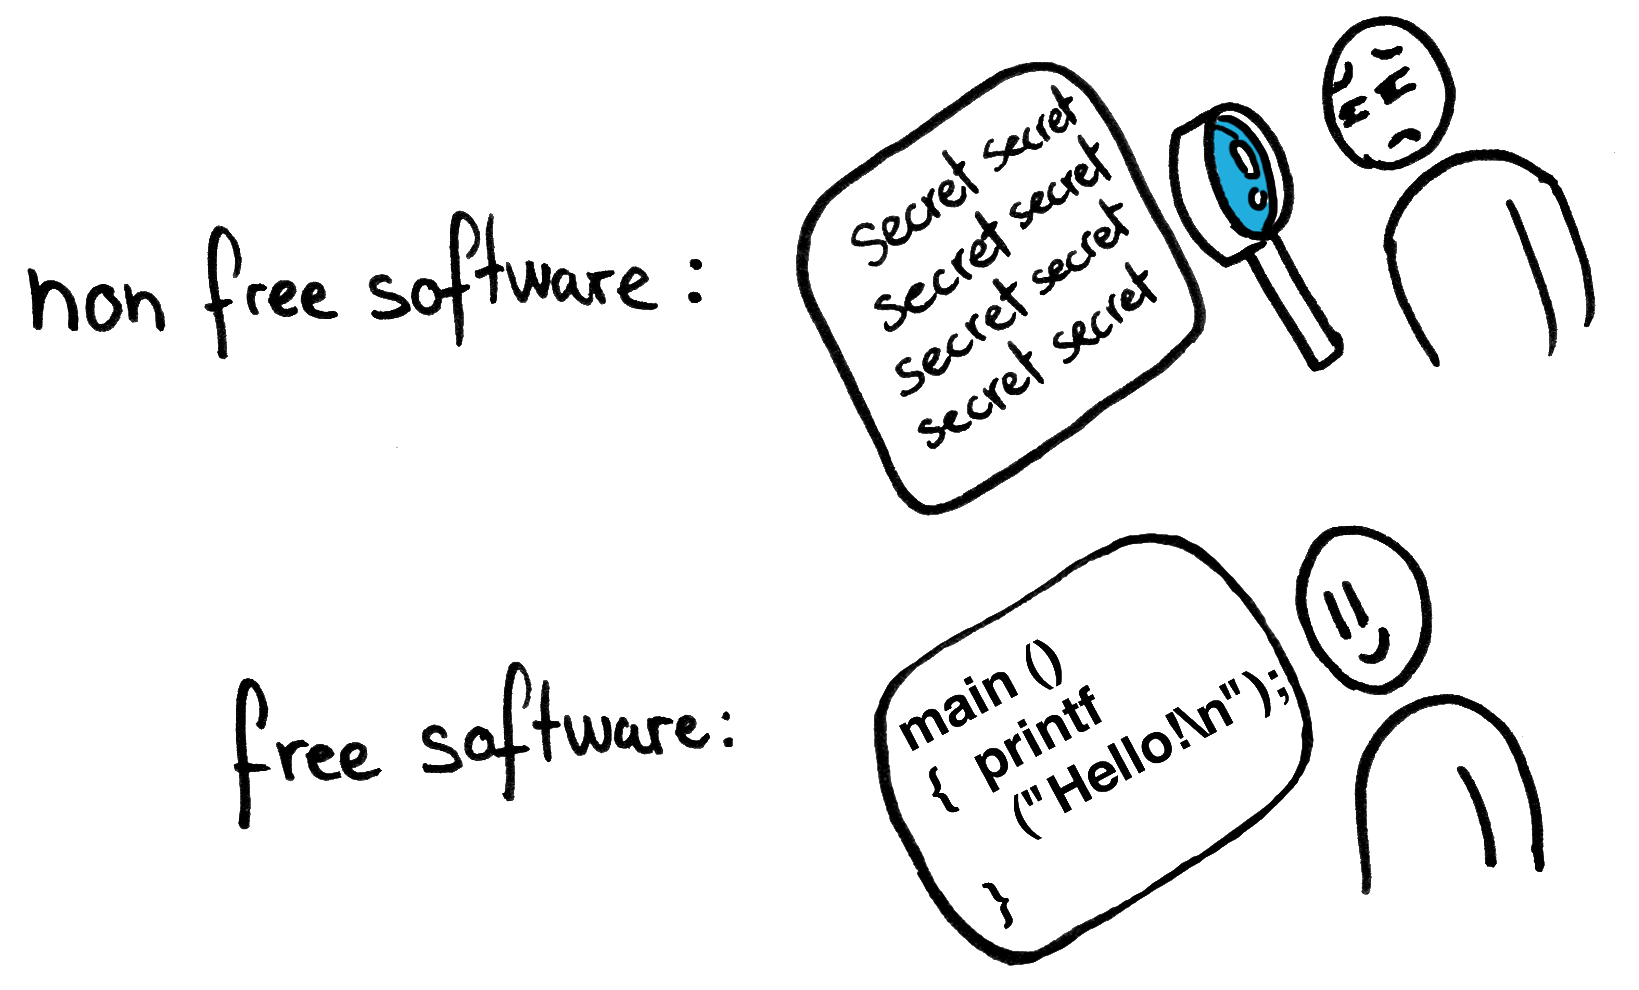 non free software:
Secret secret
secret secret
secret secret
secret secret
free software:
main ()
{ printf
("Hello!\n");
}